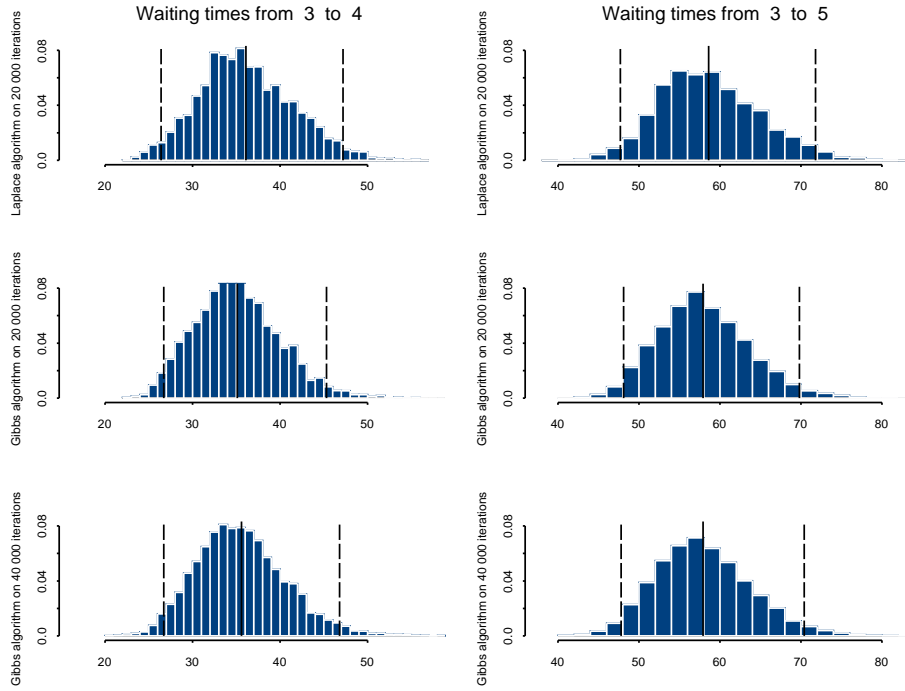 Waiting times from 3 to 4
Laplace algorithm on 20 000 iterations
0.0 0.04 0.08
20 30 40 50
Waiting times from 3 to 5
Laplace algorithm on 20 000 iterations
0.0 0.04 0.08
40 50 60 70 80
Gibbs algorithm on 20 000 iterations
0.0 0.04 0.08
20 30 40 50
Gibbs algorithm on 20 000 iterations
0.0 0.04 0.08
40 50 60 70 80
Gibbs algorithm on 40 000 iterations
0.0 0.04 0.08
20 30 40 50
Gibbs algorithm on 40 000 iterations
0.0 0.04 0.08
40 50 60 70 80